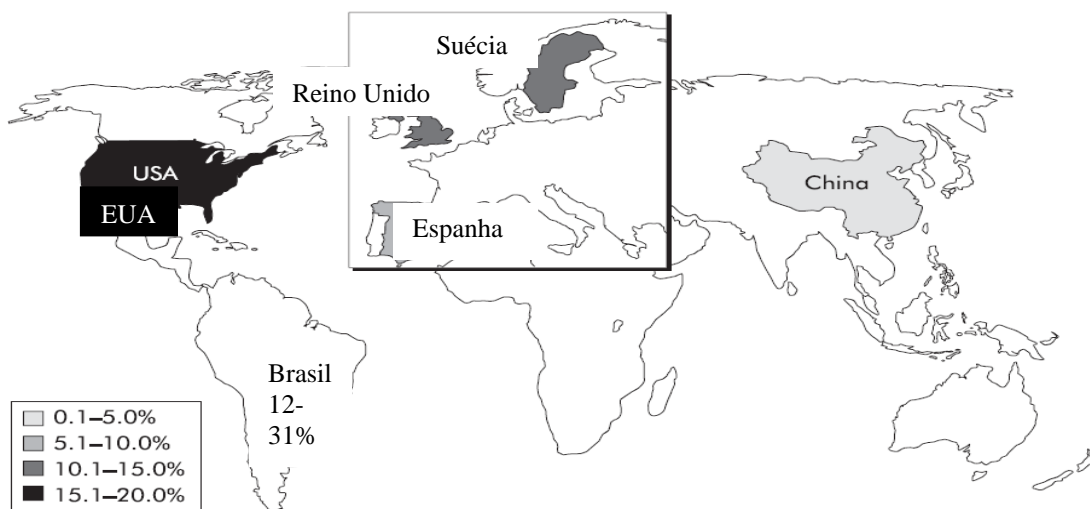 Suécia
Reino Unido
USA
EUA
China
Espanha
Brasil
12-
31%
0.1–5.0%
5.1–10.0%
10.1–15.0%
15.1–20.0%